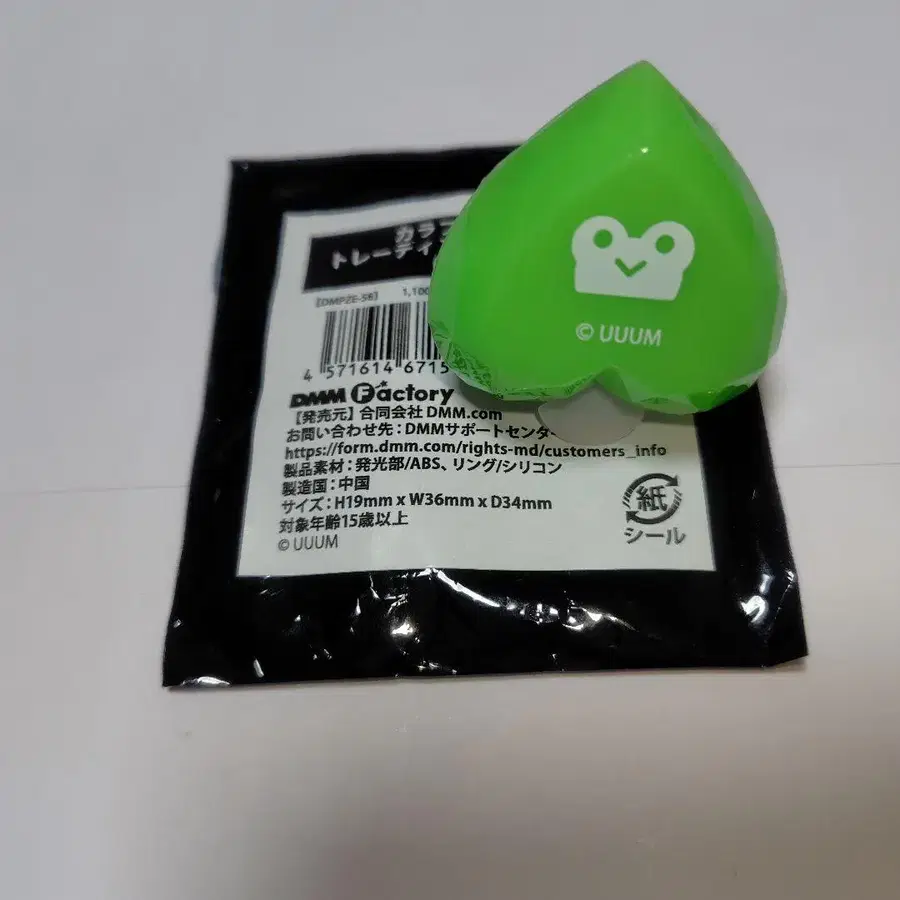 カラ
トレーディ
[DMPZE-58] 1,100
4 571614 6715
DMM Factory
【発売元】合同会社 DMM.com
お問い合わせ先：DMMサポートセンター
https://form.dmm.com/rights-md/customers_info
製品素材：発光部/ABS、リング/シリコン
製造国：中国
サイズ：H19mm x W36mm x D34mm
対象年齢15歳以上
© UUUM
紙
シール
© UUUM